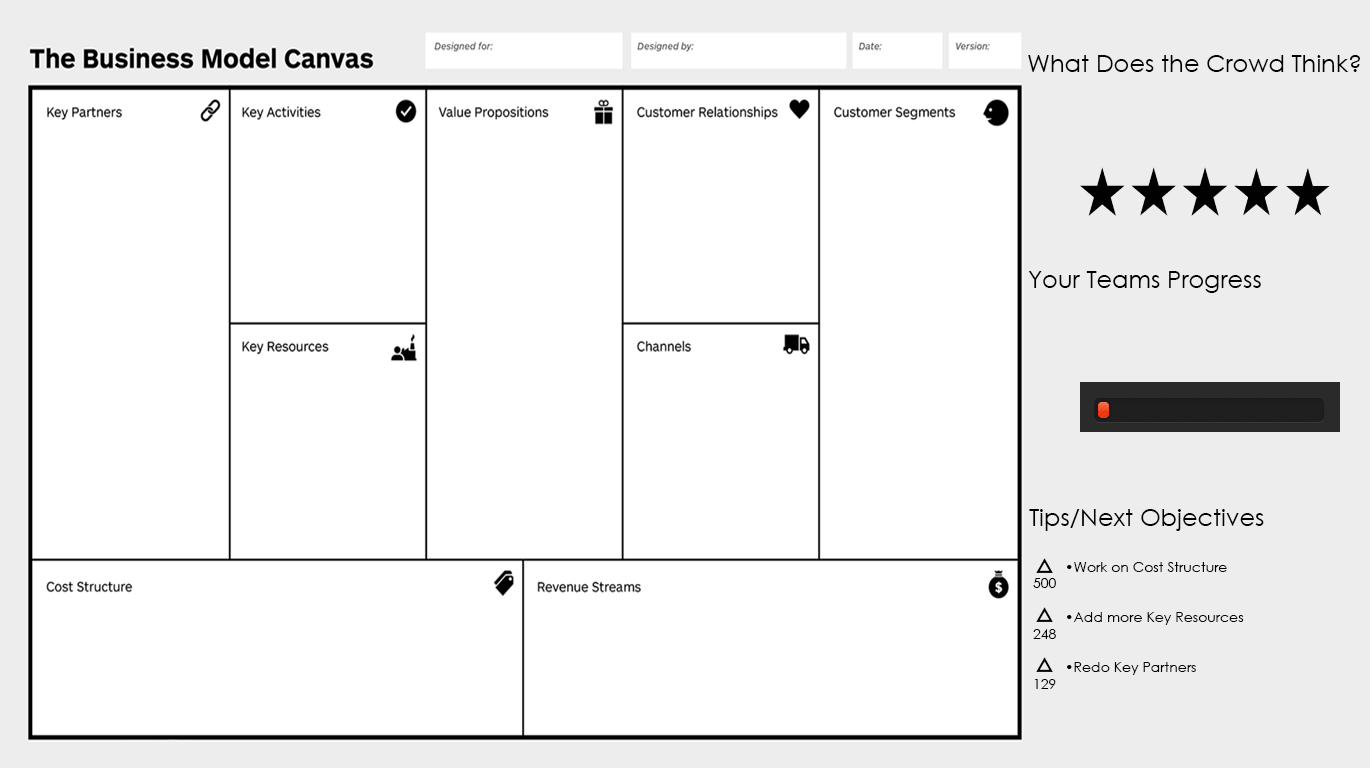 The Business Model Canvas
Designed for:
Designed by:
Date:
Version:
What Does the Crowd Think?
Key Partners
Key Activities
Value Propositions
Customer Relationships
Customer Segments
Your Teams Progress
Key Resources
Channels
Tips/Next Objectives
•Work on Cost Structure
500
•Add more Key Resources
248
•Redo Key Partners
129
Cost Structure
Revenue Streams
$